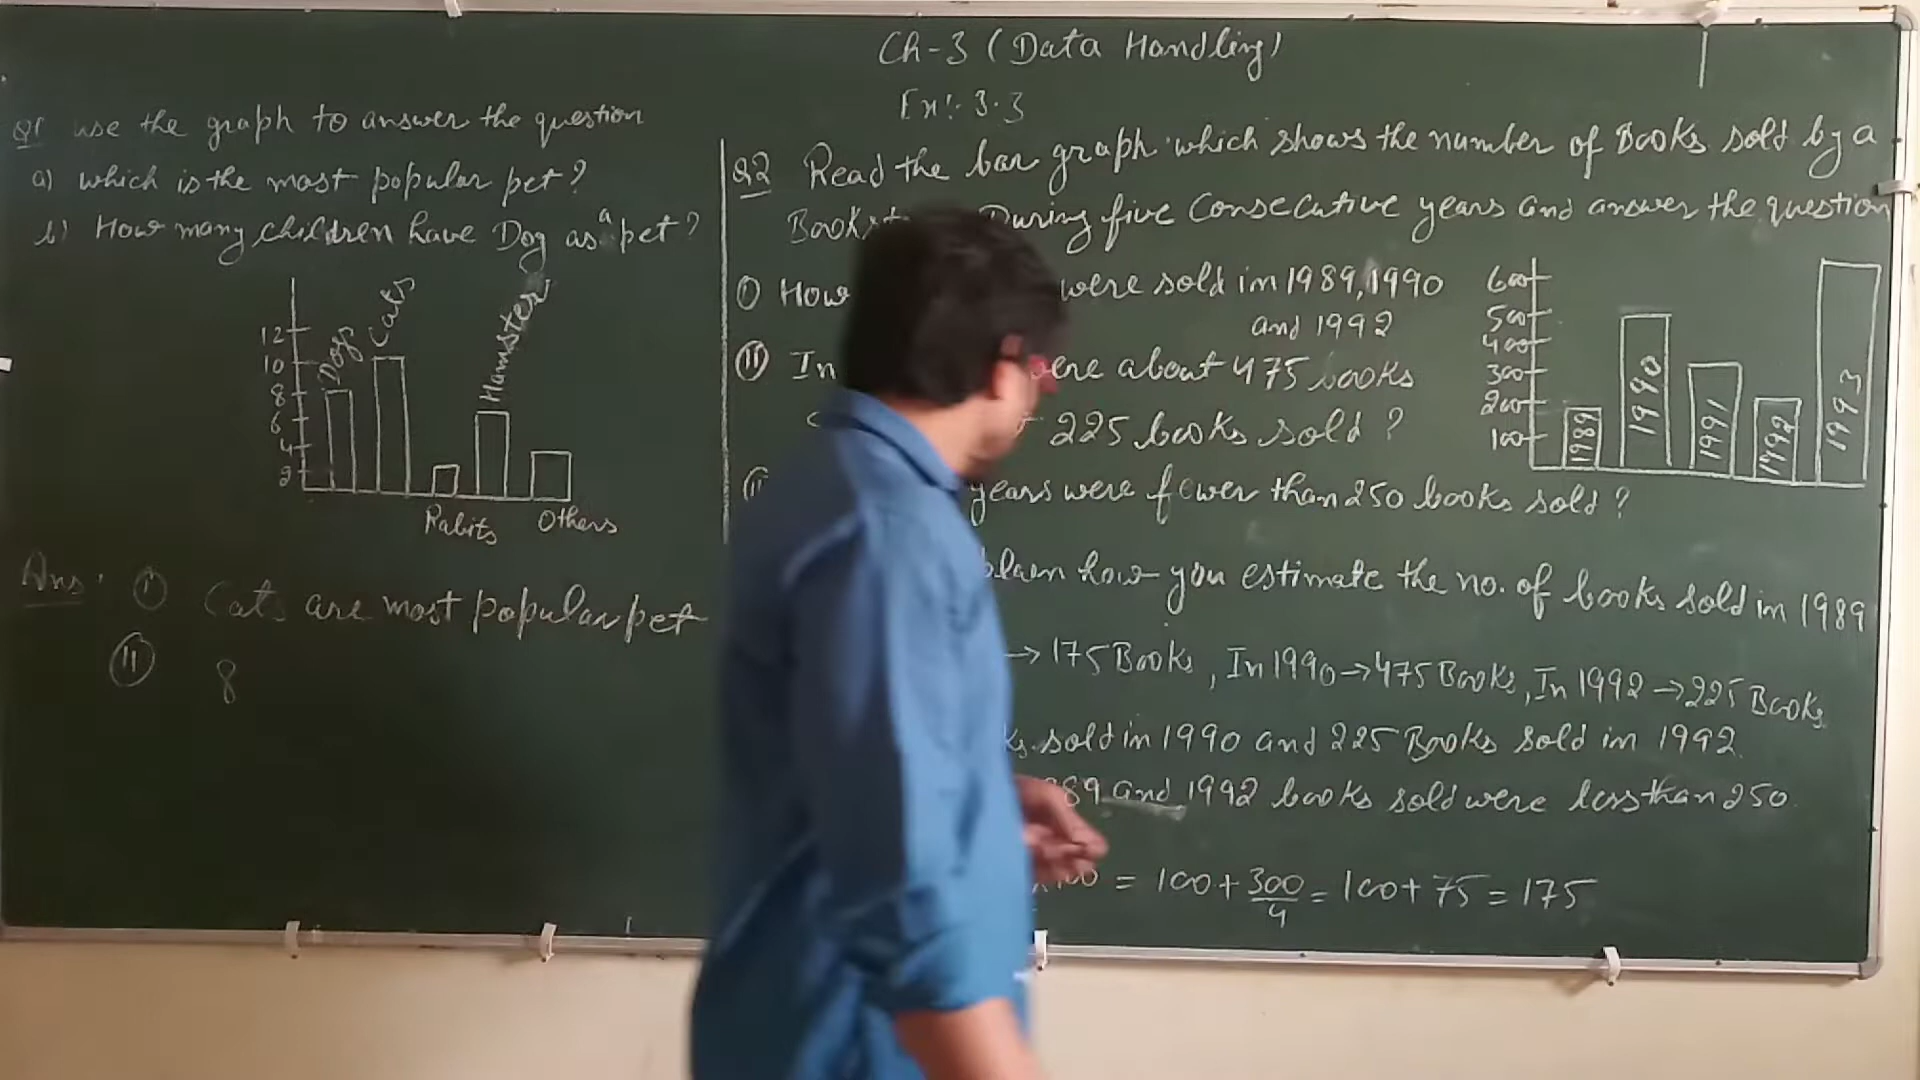 Ch-3 (Data Handling)
Ex:- 3.3
Q1 use the graph to answer the question
a) which is the most popular pet?
b) How many children have Dog as a pet?
12
10
8
6
4
2
Dogs
Cats
Hamster
Rabits
Others
Ans: (i) Cats are most popular pet
(ii) 8
Q2 Read the bar graph which shows the number of Books sold by a
During five Consecutive years and answer the question
(i) How were sold in 1989, 1990
and 1992
(ii) In were about 475 books
225 books sold?
years were fewer than 250 books sold?
how you estimate the no. of books sold in 1989
600
500
400
300
200
100
1989
1990
1991
1992
1993
→ 175 Books, In 1990 → 475 Books, In 1992 → 225 Books
sold in 1990 and 225 Books sold in 1992.
89 and 1992 books sold were less than 250.
100 = 100 + 300/4 = 100 + 75 = 175